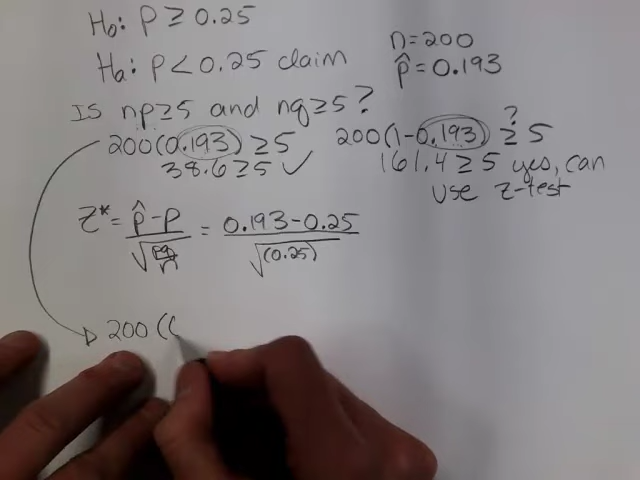 H₀: p ≥ 0.25
Ha: p < 0.25 claim
n = 200
p̂ = 0.193
Is np ≥ 5 and nq ≥ 5?
200(0.193) ≥ 5
38.6 ≥ 5 ✓
200(1-0.193) ≥ 5 ?
161.4 ≥ 5 yes, can
use z-test
z* = (p̂ - p)/√(pq/n) = (0.193 - 0.25)/√((0.25)
200 (